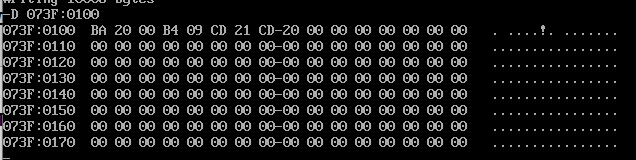 Writing 10000 bytes
-D 073F:0100
073F:0100  BA 20 00 B4 09 CD 21 CD-20 00 00 00 00 00 00 00   . ....!. .......
073F:0110  00 00 00 00 00 00 00 00-00 00 00 00 00 00 00 00   ................
073F:0120  00 00 00 00 00 00 00 00-00 00 00 00 00 00 00 00   ................
073F:0130  00 00 00 00 00 00 00 00-00 00 00 00 00 00 00 00   ................
073F:0140  00 00 00 00 00 00 00 00-00 00 00 00 00 00 00 00   ................
073F:0150  00 00 00 00 00 00 00 00-00 00 00 00 00 00 00 00   ................
073F:0160  00 00 00 00 00 00 00 00-00 00 00 00 00 00 00 00   ................
073F:0170  00 00 00 00 00 00 00 00-00 00 00 00 00 00 00 00   ................